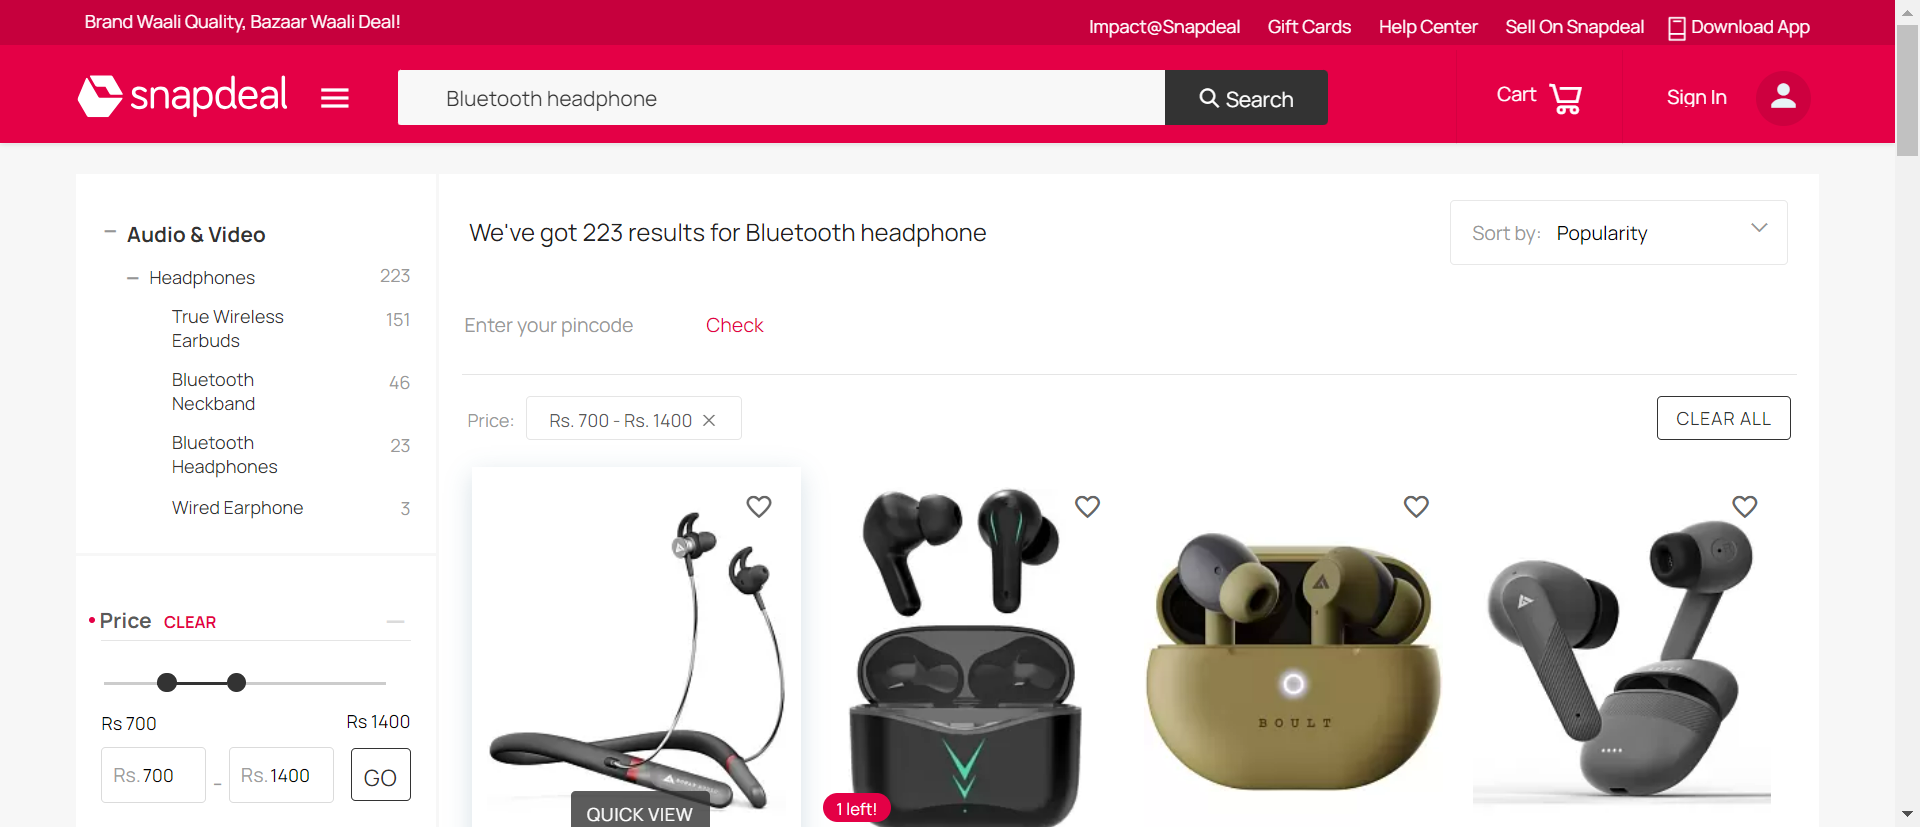 Brand Waali Quality, Bazaar Waali Deal!
Impact@Snapdeal
Gift Cards
Help Center
Sell On Snapdeal
Download App
snapdeal
Bluetooth headphone
Search
Cart
Sign In
Audio & Video
Headphones 223
True Wireless
Earbuds
151
Bluetooth
Neckband
46
Bluetooth
Headphones
23
Wired Earphone 3
Price CLEAR
Rs 700
Rs 1400
Rs. 700 - Rs. 1400
GO
We've got 223 results for Bluetooth headphone
Sort by: Popularity
Enter your pincode
Check
Price: Rs. 700 - Rs. 1400
CLEAR ALL
QUICK VIEW
1 left!
BOULT